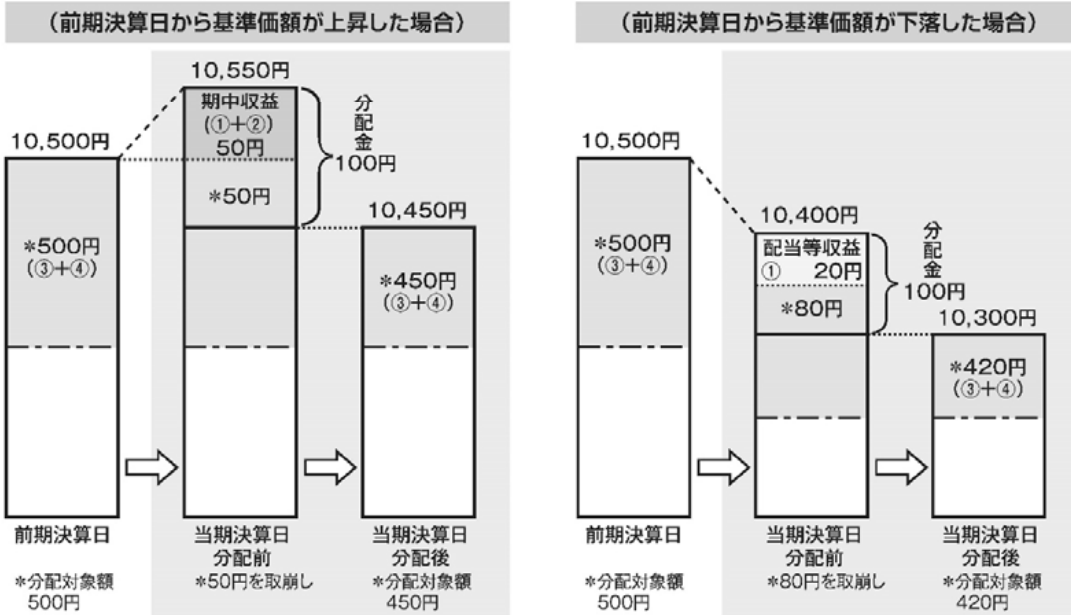 (前期決算日から基準価額が上昇した場合)
10,550円
期中収益
(①+②)
50円
分配金
100円
10,500円
*50円
10,450円
*500円
(③+④)
*450円
(③+④)
前期決算日
当期決算日
分配前
当期決算日
分配後
*分配対象額
500円
*50円を取崩し
*分配対象額
450円
(前期決算日から基準価額が下落した場合)
10,500円
10,400円
配当等収益
① 20円
分配金
100円
*500円
(③+④)
*80円
10,300円
*420円
(③+④)
前期決算日
当期決算日
分配前
当期決算日
分配後
*分配対象額
500円
*80円を取崩し
*分配対象額
420円